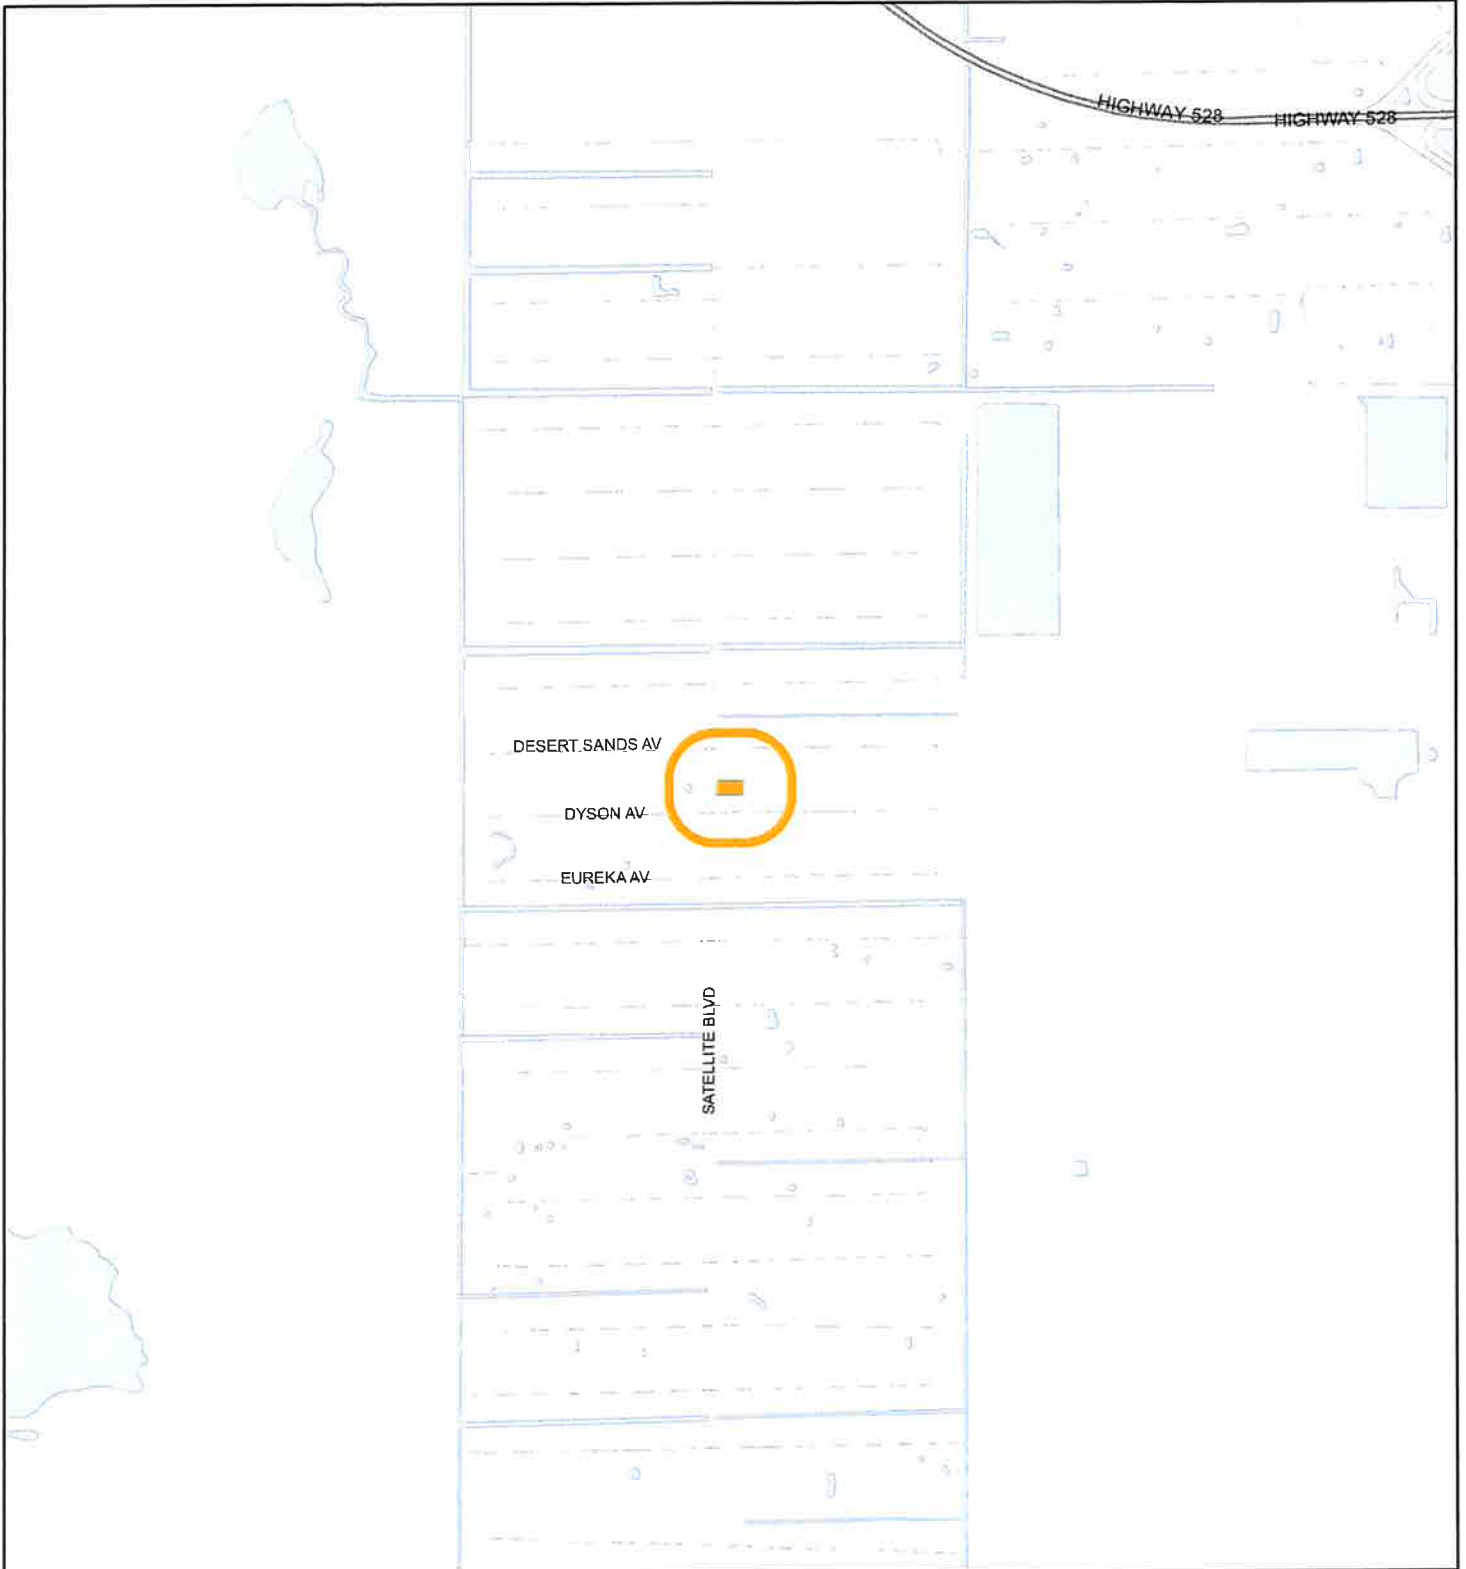 HIGHWAY 528
HIGHWAY 528
DESERT SANDS AV
DYSON AV
EUREKA AV
SATELLITE BLVD